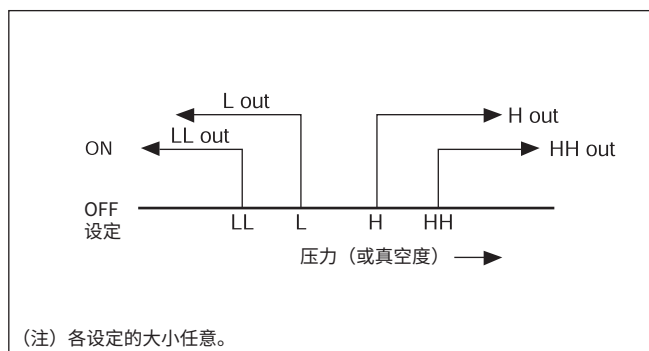 L out
H out
LL out
ON
HH out
OFF
设定
LL
L
H
HH
压力（或真空度）
（注）各设定的大小任意。